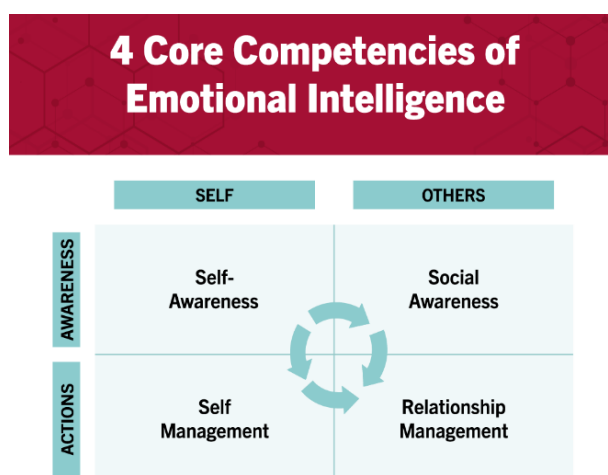 4 Core Competencies of
Emotional Intelligence
SELF
OTHERS
AWARENESS
Self-
Awareness
Social
Awareness
ACTIONS
Self
Management
Relationship
Management